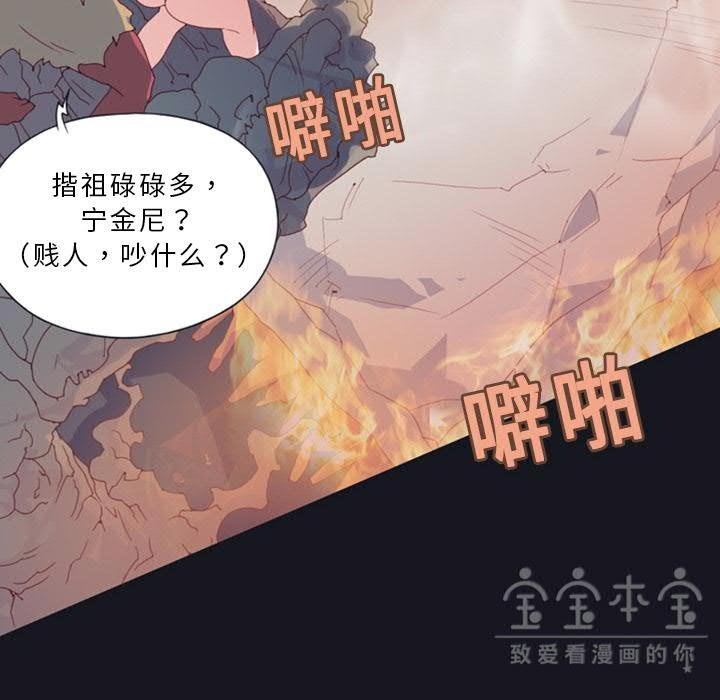 噼啪
揩祖碌碌多，
宁金尼？
（贱人，吵什么？）
噼啪
宝宝本宝
致爱看漫画的你